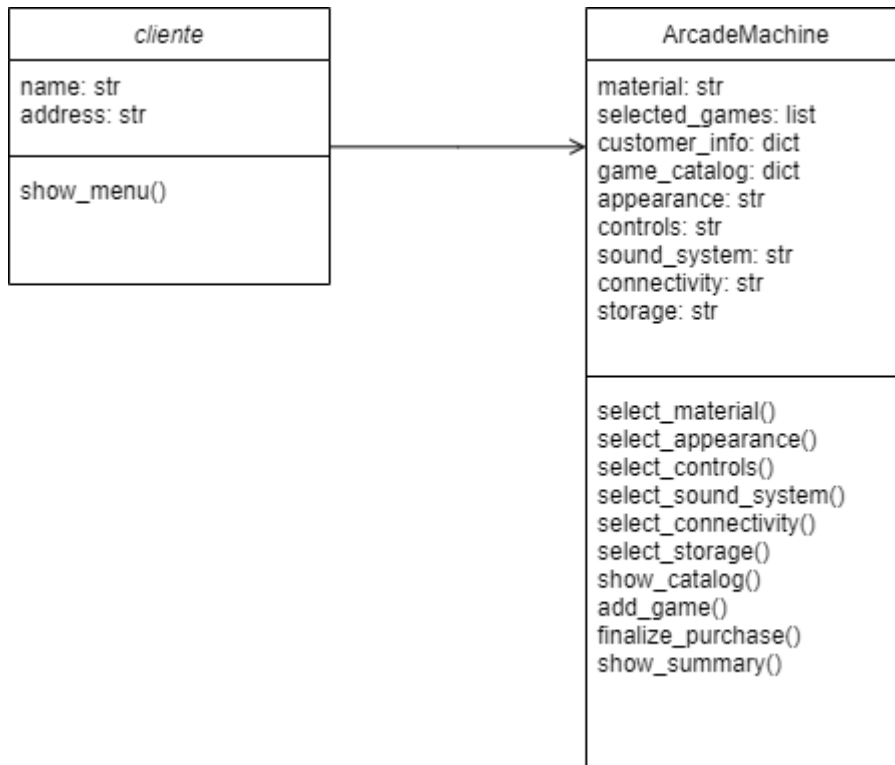 cliente
name: str
address: str
show_menu()
ArcadeMachine
material: str
selected_games: list
customer_info: dict
game_catalog: dict
appearance: str
controls: str
sound_system: str
connectivity: str
storage: str
select_material()
select_appearance()
select_controls()
select_sound_system()
select_connectivity()
select_storage()
show_catalog()
add_game()
finalize_purchase()
show_summary()